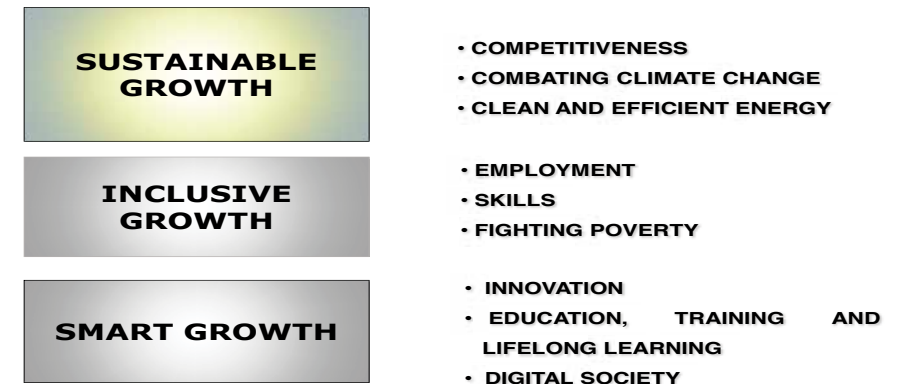 SUSTAINABLE
GROWTH
• COMPETITIVENESS
• COMBATING CLIMATE CHANGE
• CLEAN AND EFFICIENT ENERGY
INCLUSIVE
GROWTH
• EMPLOYMENT
• SKILLS
• FIGHTING POVERTY
SMART GROWTH
• INNOVATION
• EDUCATION, TRAINING AND
LIFELONG LEARNING
• DIGITAL SOCIETY